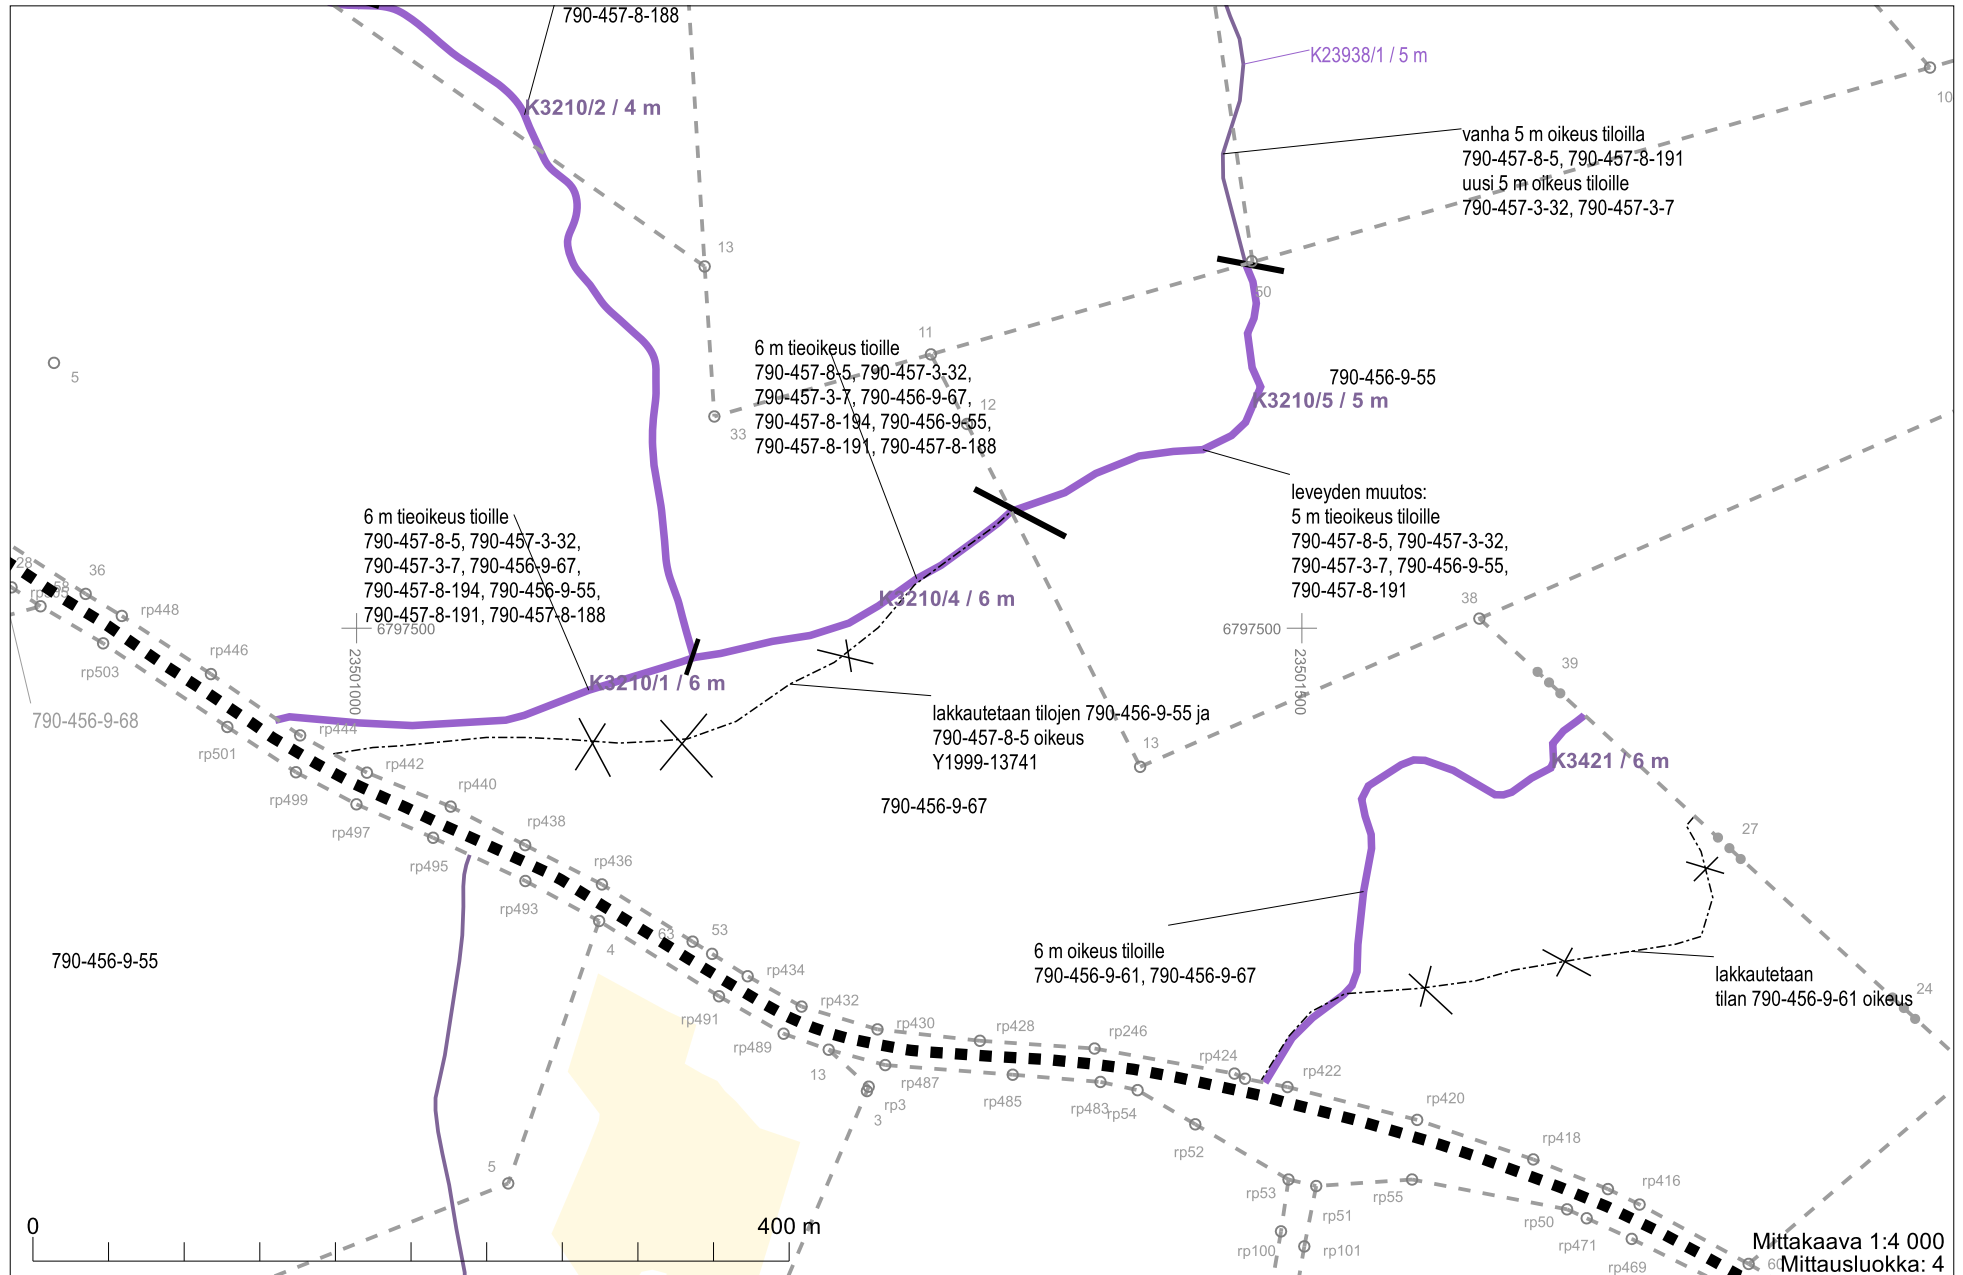 790-457-8-188
K23938/1 / 5 m
10
K3210/2 / 4 m
vanha 5 m oikeus tiloilla
790-457-8-5, 790-457-8-191
uusi 5 m oikeus tiloille
790-457-3-32, 790-457-3-7
13
50
11
6 m tieoikeus tioille
790-457-8-5, 790-457-3-32,
790-457-3-7, 790-456-9-67,
790-457-8-194, 790-456-9-55,
790-457-8-191, 790-457-8-188
12
33
5
790-456-9-55
K3210/5 / 5 m
leveyden muutos:
5 m tieoikeus tiloille
790-457-8-5, 790-457-3-32,
790-457-3-7, 790-456-9-55,
790-457-8-191
6 m tieoikeus tioille
790-457-8-5, 790-457-3-32,
790-457-3-7, 790-456-9-67,
790-457-8-194, 790-456-9-55,
790-457-8-191, 790-457-8-188
28
36
rp448
K3210/4 / 6 m
38
6797500
6797500
23501000
23501500
rp446
rp503
39
K3210/1 / 6 m
790-456-9-68
rp444
rp501
lakkautetaan tilojen 790-456-9-55 ja
790-457-8-5 oikeus
Y1999-13741
13
K3421 / 6 m
rp442
rp499
rp440
790-456-9-67
rp497
rp438
27
rp495
rp436
rp493
63
53
4
790-456-9-55
6 m oikeus tiloille
790-456-9-61, 790-456-9-67
lakkautetaan
tilan 790-456-9-61 oikeus
24
rp434
rp432
rp491
rp430
rp428
rp246
rp489
rp424
rp422
13
rp487
rp485
rp483
rp54
rp3
3
rp420
rp52
rp418
5
rp53
rp55
rp416
rp51
rp50
0
400 m
rp100
rp101
rp471
rp469
60
Mittakaava 1:4 000
Mittausluokka: 4